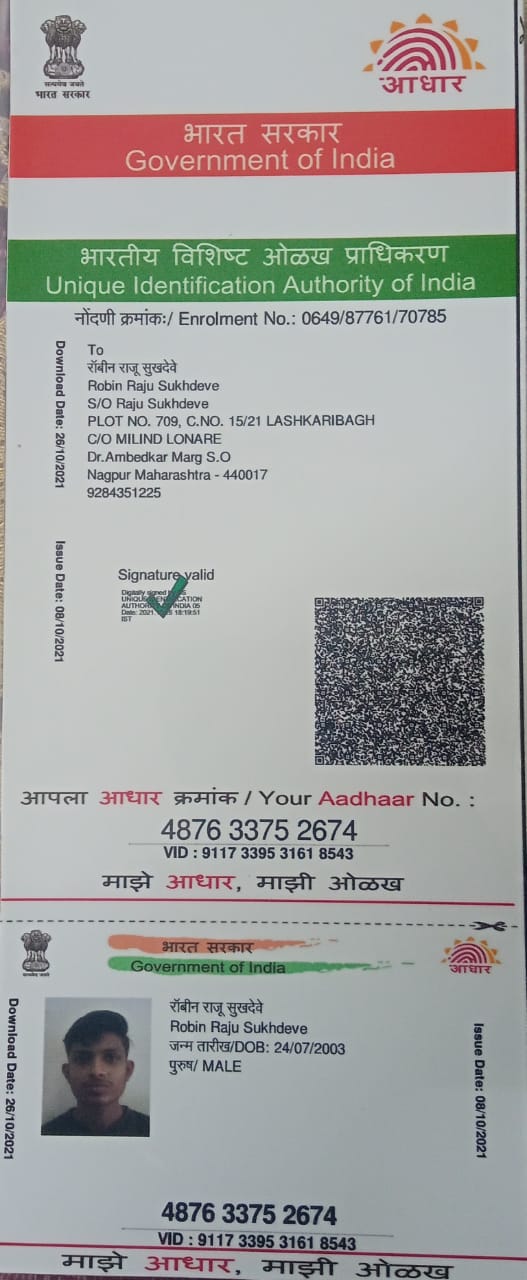 सत्यमेव जयते
भारत सरकार
आधार
भारत सरकार
Government of India
भारतीय विशिष्ट ओळख प्राधिकरण
Unique Identification Authority of India
नोंदणी क्रमांकः/ Enrolment No.: 0649/87761/70785
Download Date: 26/10/2021
To
रॉबीन राजू सुखदेवे
Robin Raju Sukhdeve
S/O Raju Sukhdeve
PLOT NO. 709, C.NO. 15/21 LASHKARIBAGH
C/O MILIND LONARE
Dr.Ambedkar Marg S.O
Nagpur Maharashtra - 440017
9284351225
Issue Date: 08/10/2021
Signature valid
Digitally signed by
UNIQUE IDENTIFICATION
AUTHORITY OF INDIA 05
Date: 2021 18:19:51
IST
आपला आधार क्रमांक / Your Aadhaar No. :
4876 3375 2674
VID : 9117 3395 3161 8543
माझे आधार, माझी ओळख
भारत सरकार
Government of India
आधार
Download Date: 26/10/2021
रॉबीन राजू सुखदेवे
Robin Raju Sukhdeve
जन्म तारीख/DOB: 24/07/2003
पुरुष/ MALE
Issue Date: 08/10/2021
4876 3375 2674
VID : 9117 3395 3161 8543
माझे आधार, माझी ओळख